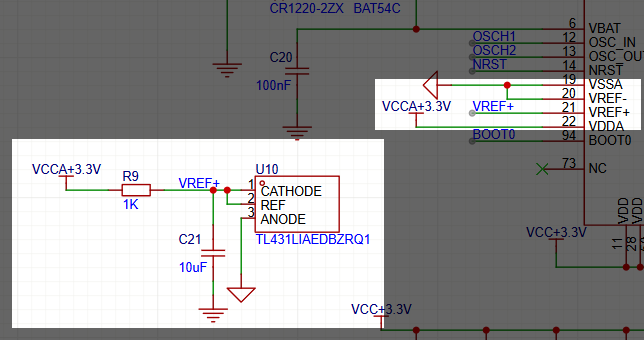 CR1220-2ZX BAT54C
C20
100nF
6 VBAT
OSCH1 12 OSC_IN
OSCH2 13 OSC_OU
NRST 14 NRST
19 VSSA
20 VREF-
VCCA+3.3V VREF+ 21 VREF+
22 VDDA
BOOT0 94 BOOT0
73 NC
VCCA+3.3V R9 VREF+ U10
1K
1 CATHODE
2 REF
3 ANODE
C21 TL431LIAEDBZRQ1
10uF
VCC+3.3V
VDD VDD
11 28
VCC+3.3V